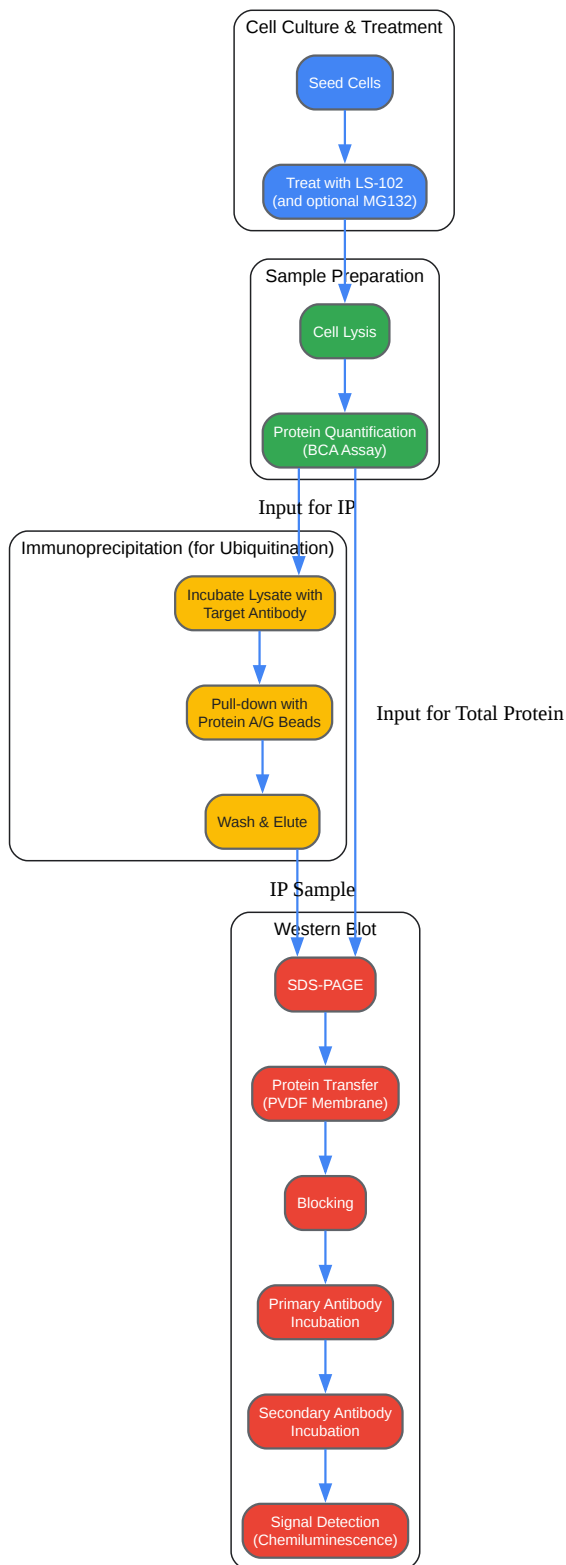 Cell Culture & Treatment
Seed Cells
Treat with LS-102
(and optional MG132)
Sample Preparation
Cell Lysis
Protein Quantification
(BCA Assay)
Input for IP
Immunoprecipitation (for Ubiquitination)
Incubate Lysate with
Target Antibody
Pull-down with
Protein A/G Beads
Input for Total Protein
Wash & Elute
IP Sample
Western Blot
SDS-PAGE
Protein Transfer
(PVDF Membrane)
Blocking
Primary Antibody
Incubation
Secondary Antibody
Incubation
Signal Detection
(Chemiluminescence)